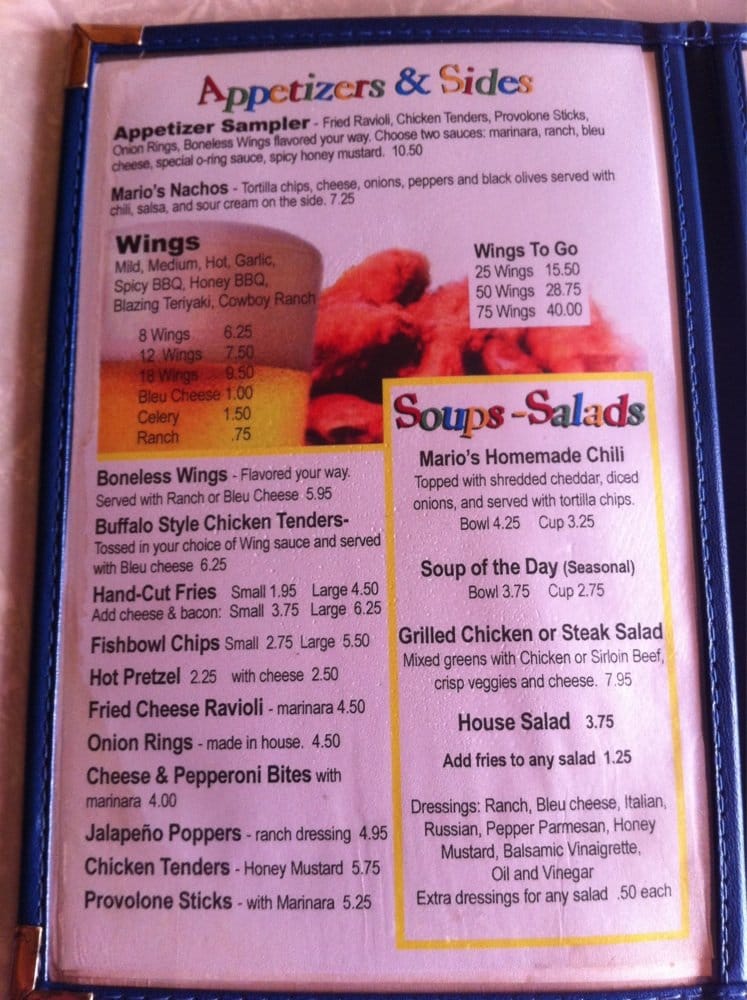 Appetizers & Sides
Appetizer Sampler - Fried Ravioli, Chicken Tenders, Provolone Sticks,
Onion Rings, Boneless Wings flavored your way. Choose two sauces: marinara, ranch, bleu
cheese, special o-ring sauce, spicy honey mustard. 10.50
Mario's Nachos - Tortilla chips, cheese, onions, peppers and black olives served with
chili, salsa, and sour cream on the side. 7.25
Wings
Mild, Medium, Hot, Garlic,
Spicy BBQ, Honey BBQ,
Blazing Teriyaki, Cowboy Ranch
8 Wings 6.25
12 Wings 7.50
18 Wings 9.50
Bleu Cheese 1.00
Celery 1.50
Ranch .75
Wings To Go
25 Wings 15.50
50 Wings 28.75
75 Wings 40.00
Boneless Wings - Flavored your way.
Served with Ranch or Bleu Cheese 5.95
Buffalo Style Chicken Tenders-
Tossed in your choice of Wing sauce and served
with Bleu cheese 6.25
Hand-Cut Fries Small 1.95 Large 4.50
Add cheese & bacon: Small 3.75 Large 6.25
Fishbowl Chips Small 2.75 Large 5.50
Hot Pretzel 2.25 with cheese 2.50
Fried Cheese Ravioli - marinara 4.50
Onion Rings - made in house. 4.50
Cheese & Pepperoni Bites with
marinara 4.00
Jalapeño Poppers - ranch dressing 4.95
Chicken Tenders - Honey Mustard 5.75
Provolone Sticks - with Marinara 5.25
Soups - Salads
Mario's Homemade Chili
Topped with shredded cheddar, diced
onions, and served with tortilla chips.
Bowl 4.25 Cup 3.25
Soup of the Day (Seasonal)
Bowl 3.75 Cup 2.75
Grilled Chicken or Steak Salad
Mixed greens with Chicken or Sirloin Beef,
crisp veggies and cheese. 7.95
House Salad 3.75
Add fries to any salad 1.25
Dressings: Ranch, Bleu cheese, Italian,
Russian, Pepper Parmesan, Honey
Mustard, Balsamic Vinaigrette,
Oil and Vinegar
Extra dressings for any salad .50 each